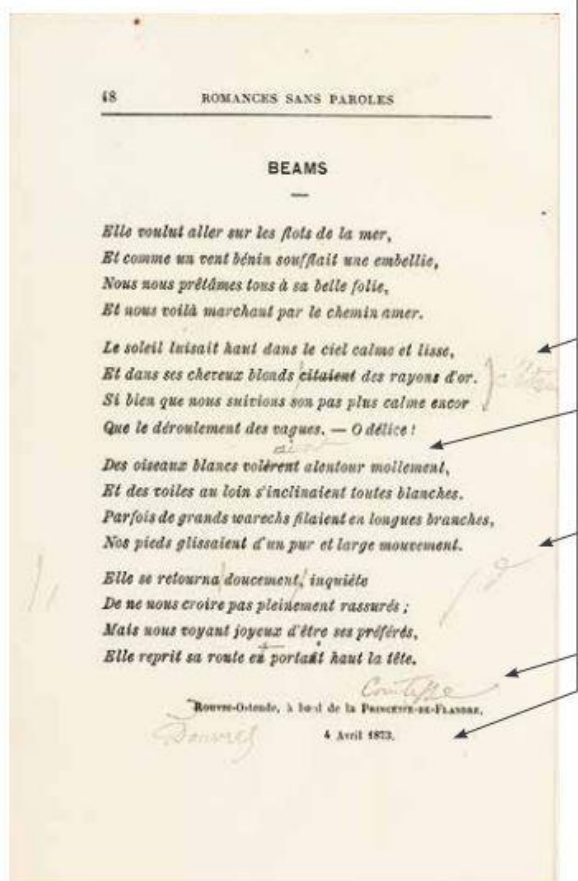 48 ROMANCES SANS PAROLES
BEAMS
Elle voulut aller sur les flots de la mer,
Et comme un vent bénin soufflait une embellie,
Nous nous prêtâmes tous à sa belle folie,
Et nous voilà marchant par le chemin amer.
Le soleil luisait haut dans le ciel calme et lisse,
Et dans ses cheveux blonds citaient des rayons d'or.
Si bien que nous suivions son pas plus calme encor
Que le déroulement des vagues. — O délice !
aient
Des oiseaux blancs volèrent alentour mollement,
Et des voiles au loin s'inclinaient toutes blanches.
Parfois de grands warechs filaient en longues branches,
Nos pieds glissaient d'un pur et large mouvement.
Elle se retourna doucement, inquiète
De ne nous croire pas pleinement rassurés ;
Mais nous voyant joyeux d'être ses préférés,
Elle reprit sa route et portait haut la tête.
Comtesse
Rouvre-Ostende, à bord de la PRINCESSE-DE-FLANDRE,
Douvres
4 Avril 1873.